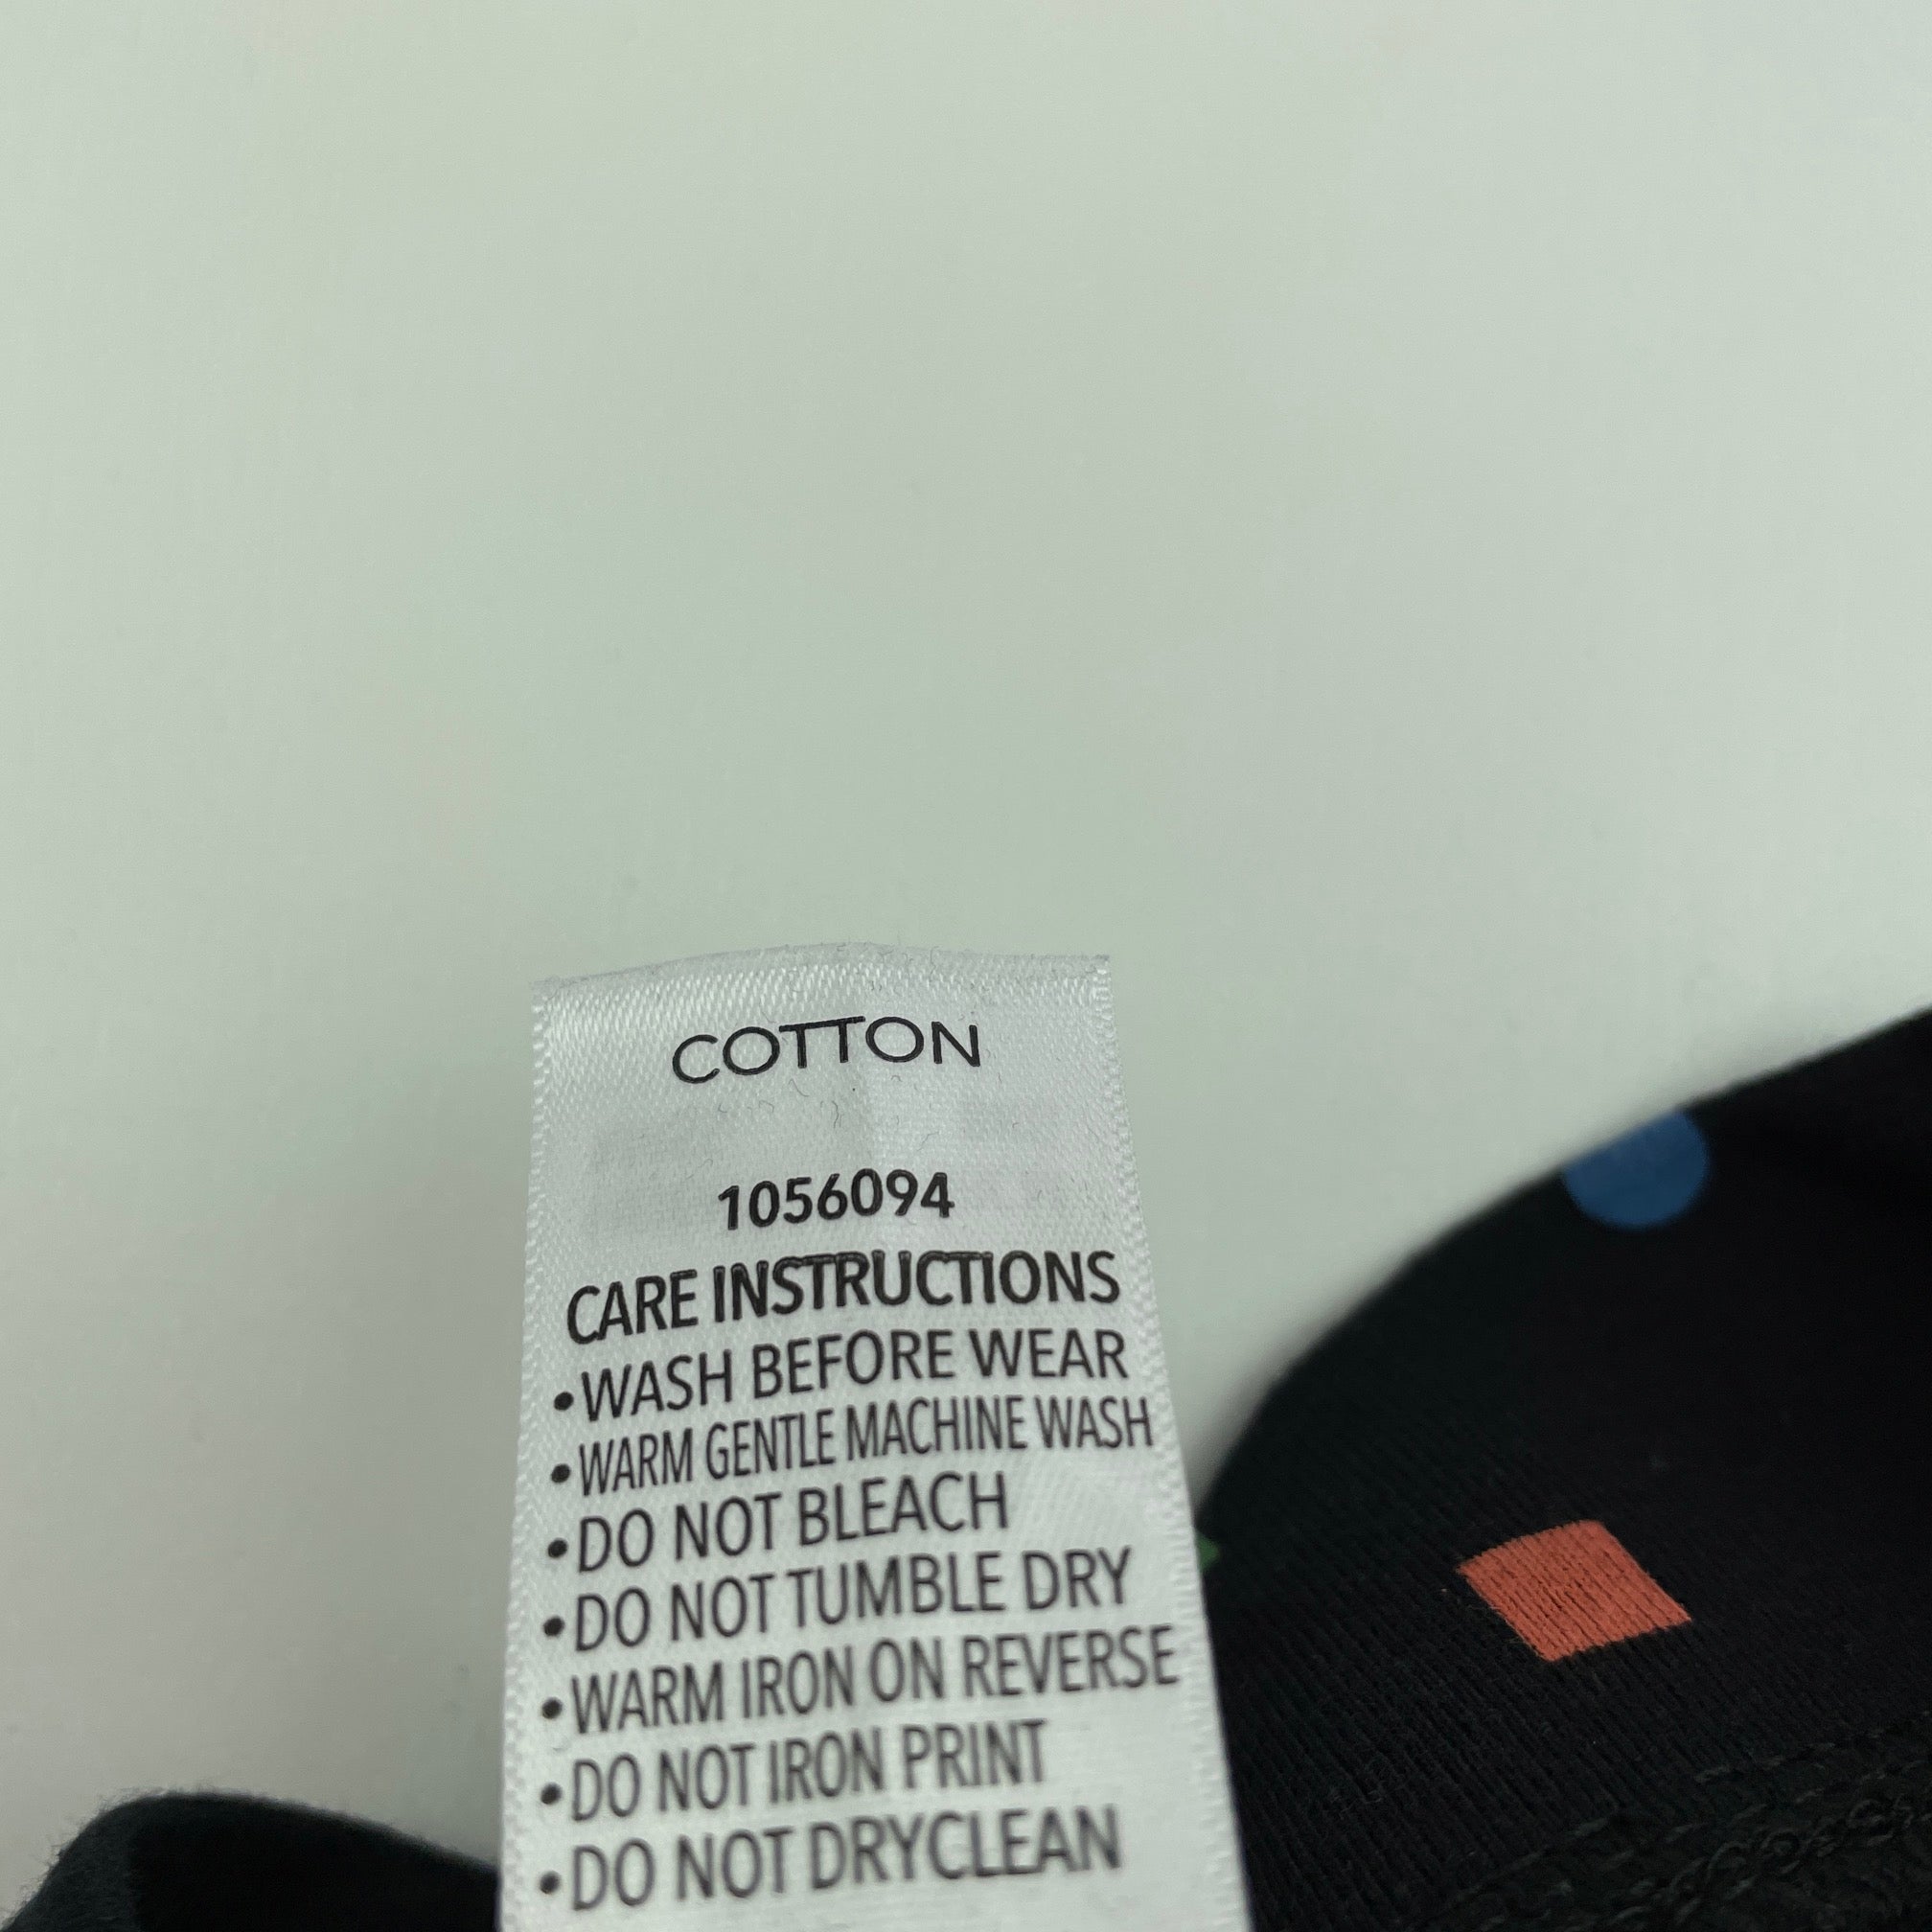 COTTON
1056094
CARE INSTRUCTIONS
•WASH BEFORE WEAR
•WARM GENTLE MACHINE WASH
•DO NOT BLEACH
•DO NOT TUMBLE DRY
•WARM IRON ON REVERSE
•DO NOT IRON PRINT
•DO NOT DRYCLEAN